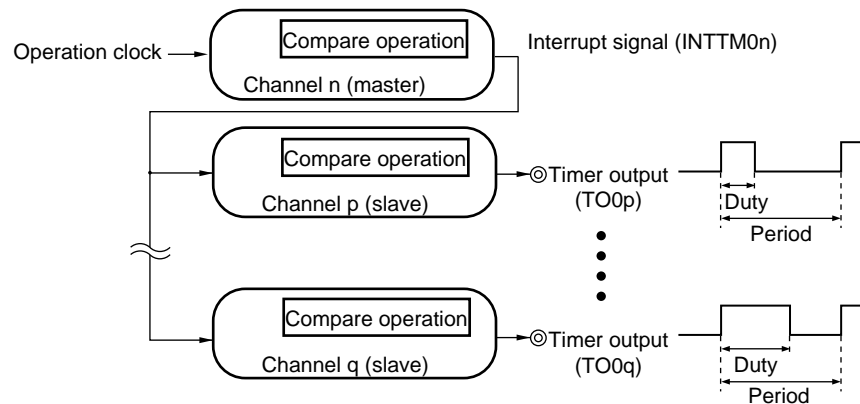 Compare operation
Operation clock
Interrupt signal (INTTM0n)
Channel n (master)
Compare operation
Timer output
(TO0p)
Channel p (slave)
Duty
Period
Compare operation
Timer output
(TO0q)
Channel q (slave)
Duty
Period